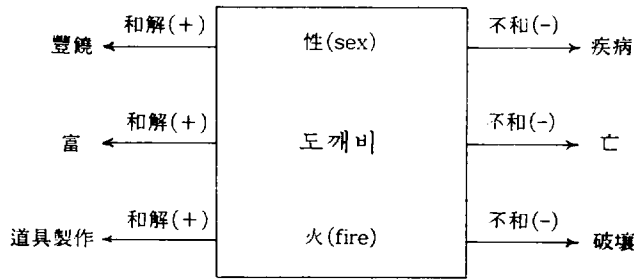 和解(+) 性(sex) 不和(-)
豐饒 疾病
和解(+) 不和(-)
富 도깨비 亡
和解(+) 不和(-)
道具製作 火(fire) 破壞